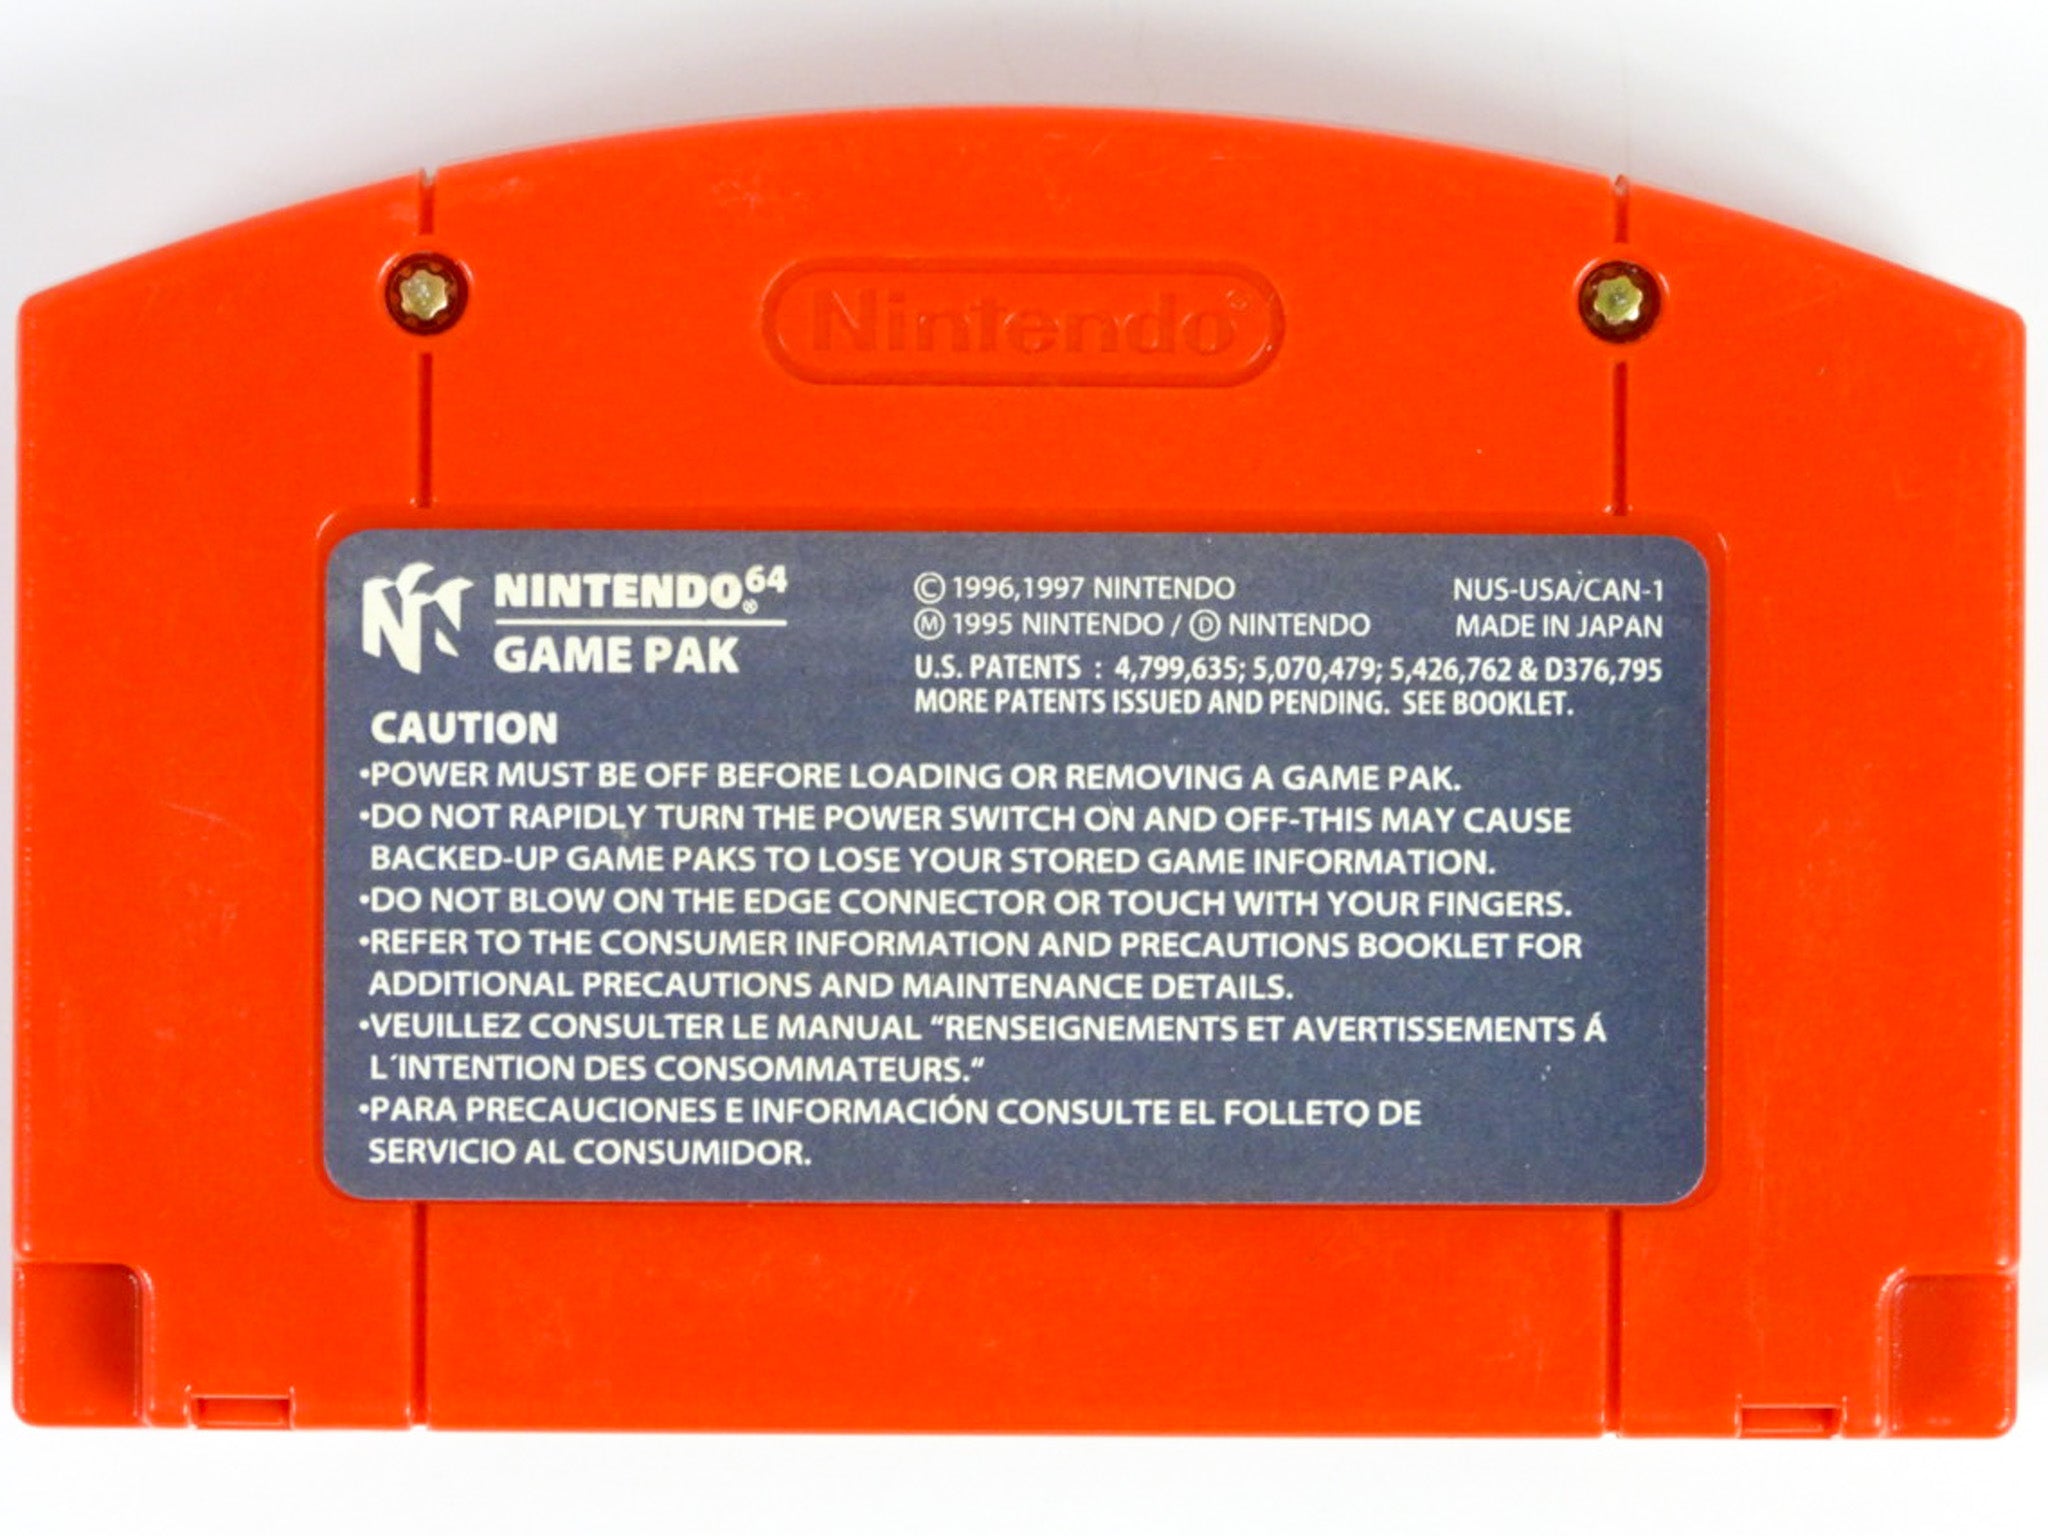 Nintendo®
NINTENDO®64
GAME PAK
© 1996,1997 NINTENDO
Ⓜ 1995 NINTENDO / Ⓓ NINTENDO
NUS-USA/CAN-1
MADE IN JAPAN
U.S. PATENTS : 4,799,635; 5,070,479; 5,426,762 & D376,795
MORE PATENTS ISSUED AND PENDING. SEE BOOKLET.
CAUTION
•POWER MUST BE OFF BEFORE LOADING OR REMOVING A GAME PAK.
•DO NOT RAPIDLY TURN THE POWER SWITCH ON AND OFF-THIS MAY CAUSE
BACKED-UP GAME PAKS TO LOSE YOUR STORED GAME INFORMATION.
•DO NOT BLOW ON THE EDGE CONNECTOR OR TOUCH WITH YOUR FINGERS.
•REFER TO THE CONSUMER INFORMATION AND PRECAUTIONS BOOKLET FOR
ADDITIONAL PRECAUTIONS AND MAINTENANCE DETAILS.
•VEUILLEZ CONSULTER LE MANUAL “RENSEIGNEMENTS ET AVERTISSEMENTS Á
L´INTENTION DES CONSOMMATEURS.”
•PARA PRECAUCIONES E INFORMACIÓN CONSULTE EL FOLLETO DE
SERVICIO AL CONSUMIDOR.